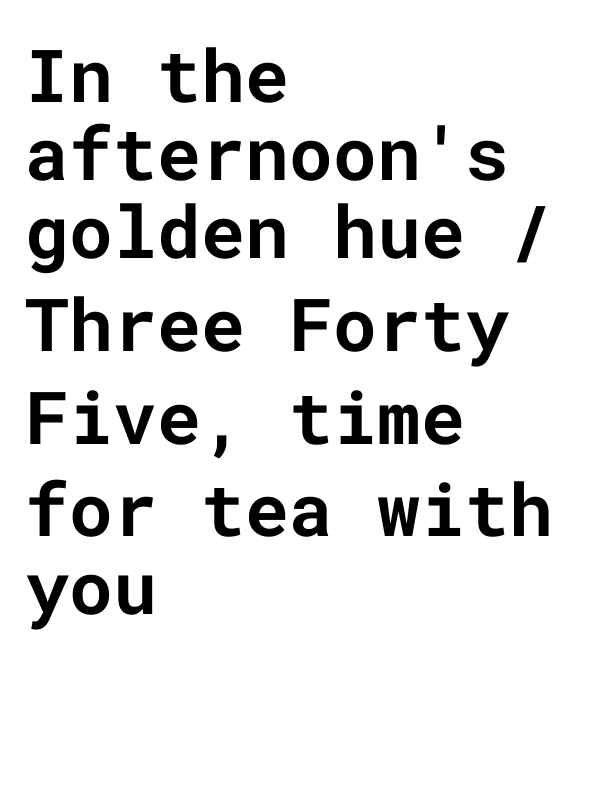 In the
afternoon's
golden hue /
Three Forty
Five, time
for tea with
you